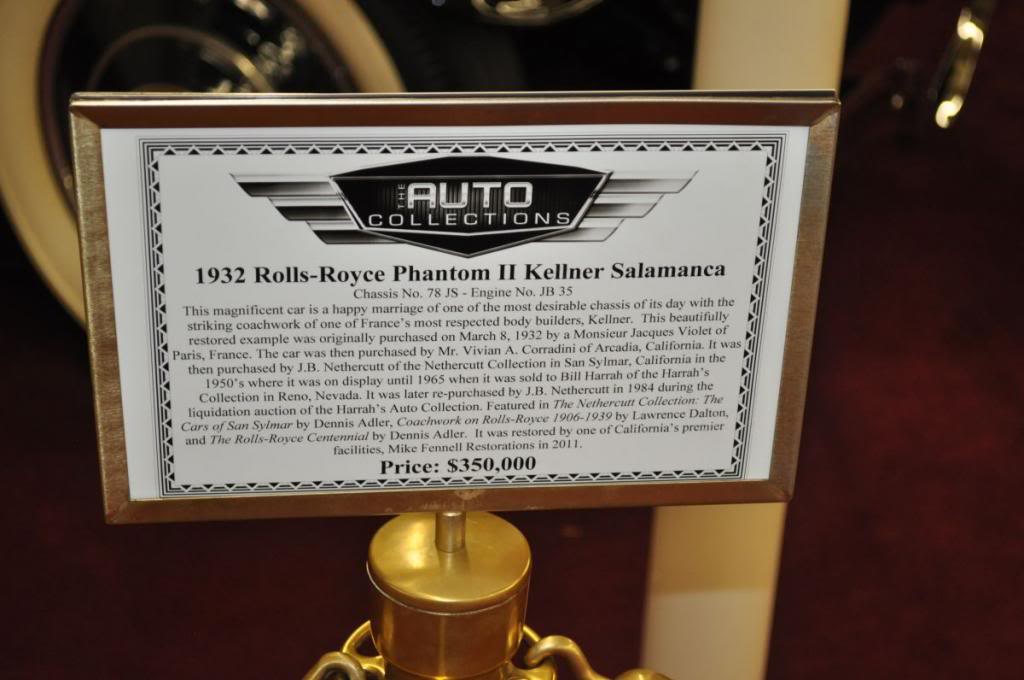 THE AUTO
COLLECTIONS
1932 Rolls-Royce Phantom II Kellner Salamanca
Chassis No. 78 JS - Engine No. JB 35
This magnificent car is a happy marriage of one of the most desirable chassis of its day with the
striking coachwork of one of France's most respected body builders, Kellner. This beautifully
restored example was originally purchased on March 8, 1932 by a Monsieur Jacques Violet of
Paris, France. The car was then purchased by Mr. Vivian A. Corradini of Arcadia, California. It was
then purchased by J.B. Nethercutt of the Nethercutt Collection in San Sylmar, California in the
1950's where it was on display until 1965 when it was sold to Bill Harrah of the Harrah's
Collection in Reno, Nevada. It was later re-purchased by J.B. Nethercutt in 1984 during the
liquidation auction of the Harrah's Auto Collection. Featured in The Nethercutt Collection: The
Cars of San Sylmar by Dennis Adler, Coachwork on Rolls-Royce 1906-1939 by Lawrence Dalton,
and The Rolls-Royce Centennial by Dennis Adler. It was restored by one of California's premier
facilities, Mike Fennell Restorations in 2011.
Price: $350,000